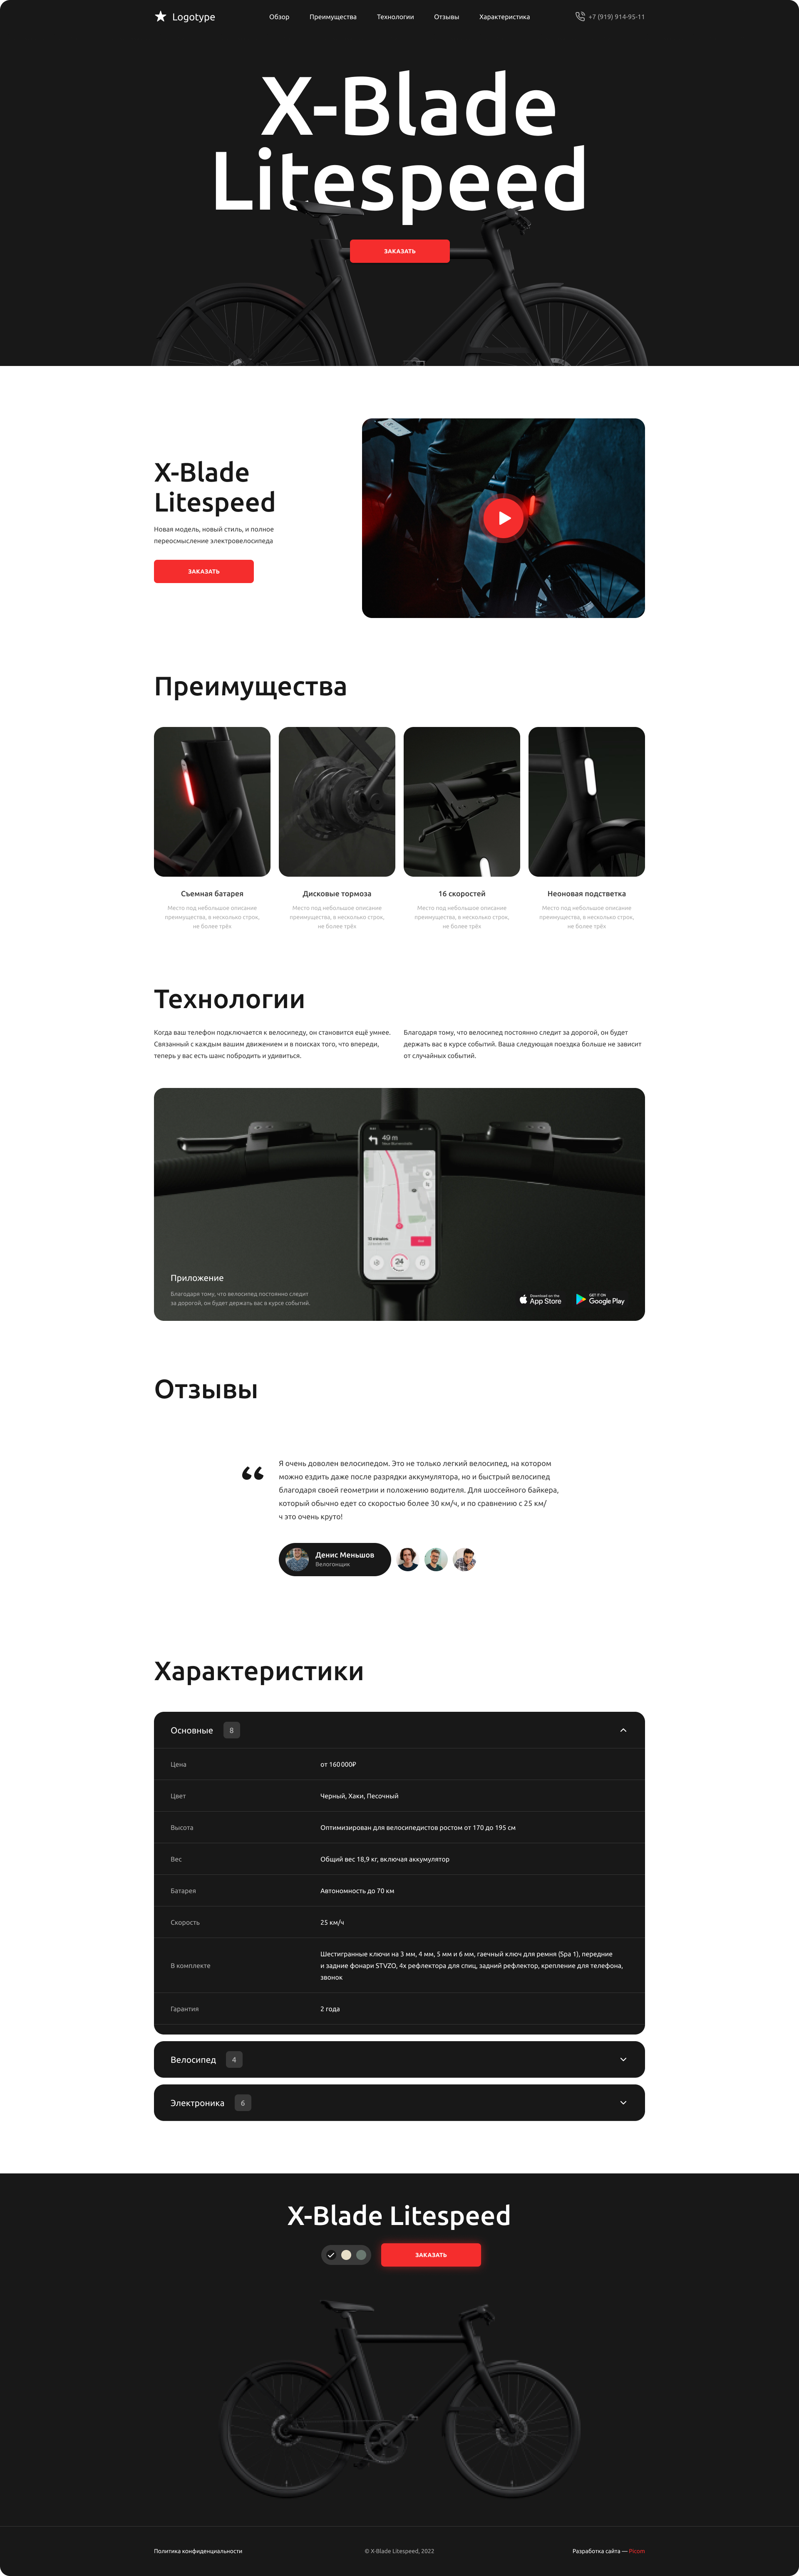 Logotype
Обзор
Преимущества
Технологии
Отзывы
Характеристика
+7 (919) 914-95-11
X-Blade
Litespeed
ЗАКАЗАТЬ
X-Blade
Litespeed
Новая модель, новый стиль, и полное
переосмысление электровелосипеда
ЗАКАЗАТЬ
Преимущества
Съемная батарея
Место под небольшое описание
преимущества, в несколько строк,
не более трёх
Дисковые тормоза
Место под небольшое описание
преимущества, в несколько строк,
не более трёх
16 скоростей
Место под небольшое описание
преимущества, в несколько строк,
не более трёх
Неоновая подстветка
Место под небольшое описание
преимущества, в несколько строк,
не более трёх
Технологии
Когда ваш телефон подключается к велосипеду, он становится ещё умнее.
Связанный с каждым вашим движением и в поисках того, что впереди,
теперь у вас есть шанс побродить и удивиться.
Благодаря тому, что велосипед постоянно следит за дорогой, он будет
держать вас в курсе событий. Ваша следующая поездка больше не зависит
от случайных событий.
49 m
10 minutes
24
Приложение
Благодаря тому, что велосипед постоянно следит
за дорогой, он будет держать вас в курсе событий.
Download on the
App Store
GET IT ON
Google Play
Отзывы
“
Я очень доволен велосипедом. Это не только легкий велосипед, на котором
можно ездить даже после разрядки аккумулятора, но и быстрый велосипед
благодаря своей геометрии и положению водителя. Для шоссейного байкера,
который обычно едет со скоростью более 30 км/ч, и по сравнению с 25 км/
ч это очень круто!
Денис Меньшов
Велогонщик
Характеристики
Основные 8
Цена от 160 000₽
Цвет Черный, Хаки, Песочный
Высота Оптимизирован для велосипедистов ростом от 170 до 195 см
Вес Общий вес 18,9 кг, включая аккумулятор
Батарея Автономность до 70 км
Скорость 25 км/ч
В комплекте
Шестигранные ключи на 3 мм, 4 мм, 5 мм и 6 мм, гаечный ключ для ремня (Spa 1), передние
и задние фонари STVZO, 4x рефлектора для спиц, задний рефлектор, крепление для телефона,
звонок
Гарантия 2 года
Велосипед 4
Электроника 6
X-Blade Litespeed
ЗАКАЗАТЬ
Политика конфиденциальности
© X-Blade Litespeed, 2022
Разработка сайта — Picom